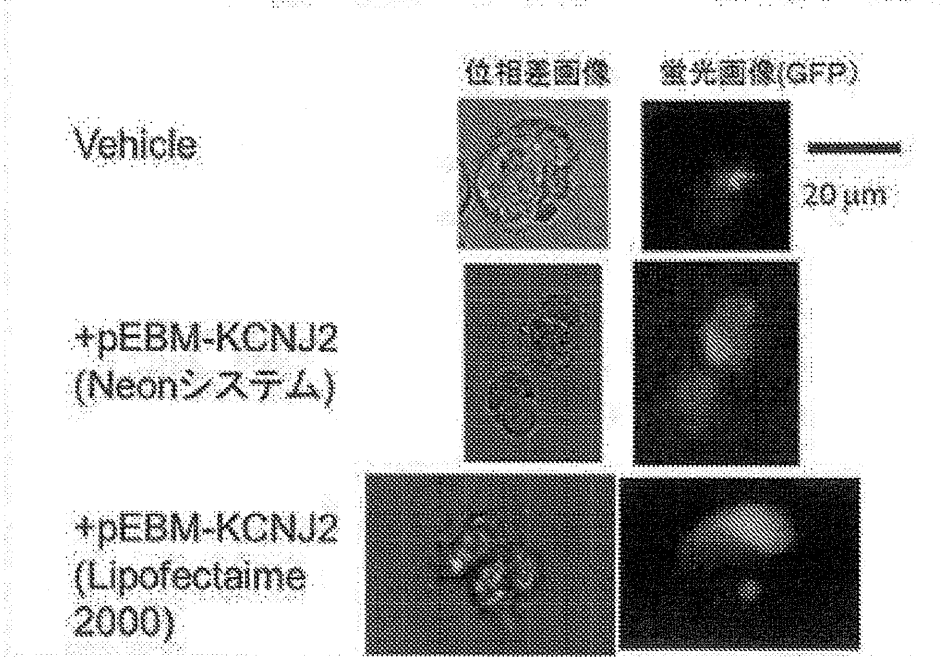 位相差画像 蛍光画像(GFP)
Vehicle
20 μm
+pEBM-KCNJ2
(Neonシステム)
+pEBM-KCNJ2
(Lipofectaime
2000)